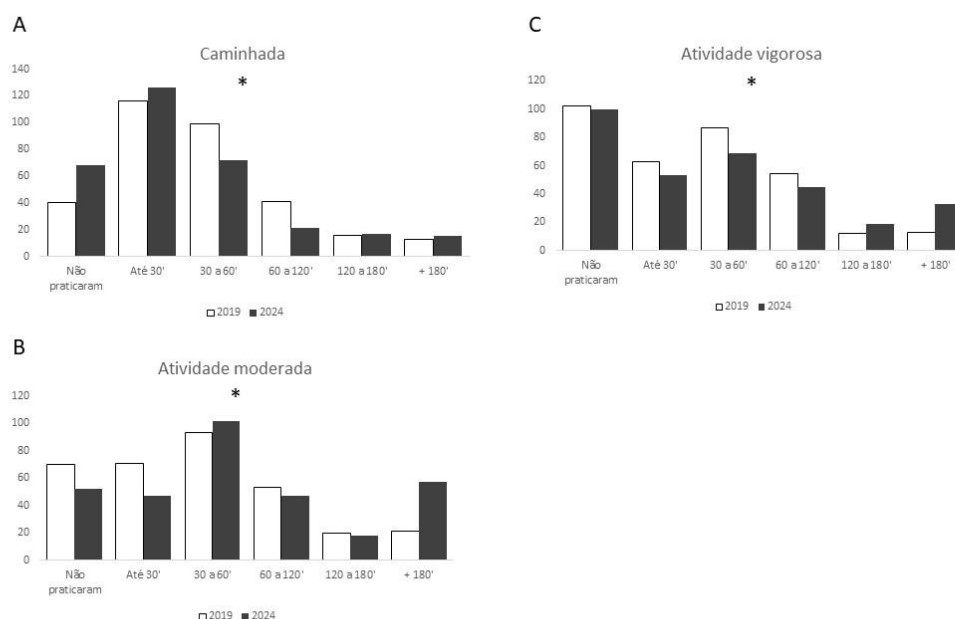 A
Caminhada
*
140
120
100
80
60
40
20
0
Não praticaram
Até 30'
30 a 60'
60 a 120'
120 a 180'
+ 180'
2019 2024
B
Atividade moderada
*
120
100
80
60
40
20
0
Não praticaram
Até 30'
30 a 60'
60 a 120'
120 a 180'
+ 180'
2019 2024
C
Atividade vigorosa
*
120
100
80
60
40
20
0
Não praticaram
Até 30'
30 a 60'
60 a 120'
120 a 180'
+ 180'
2019 2024